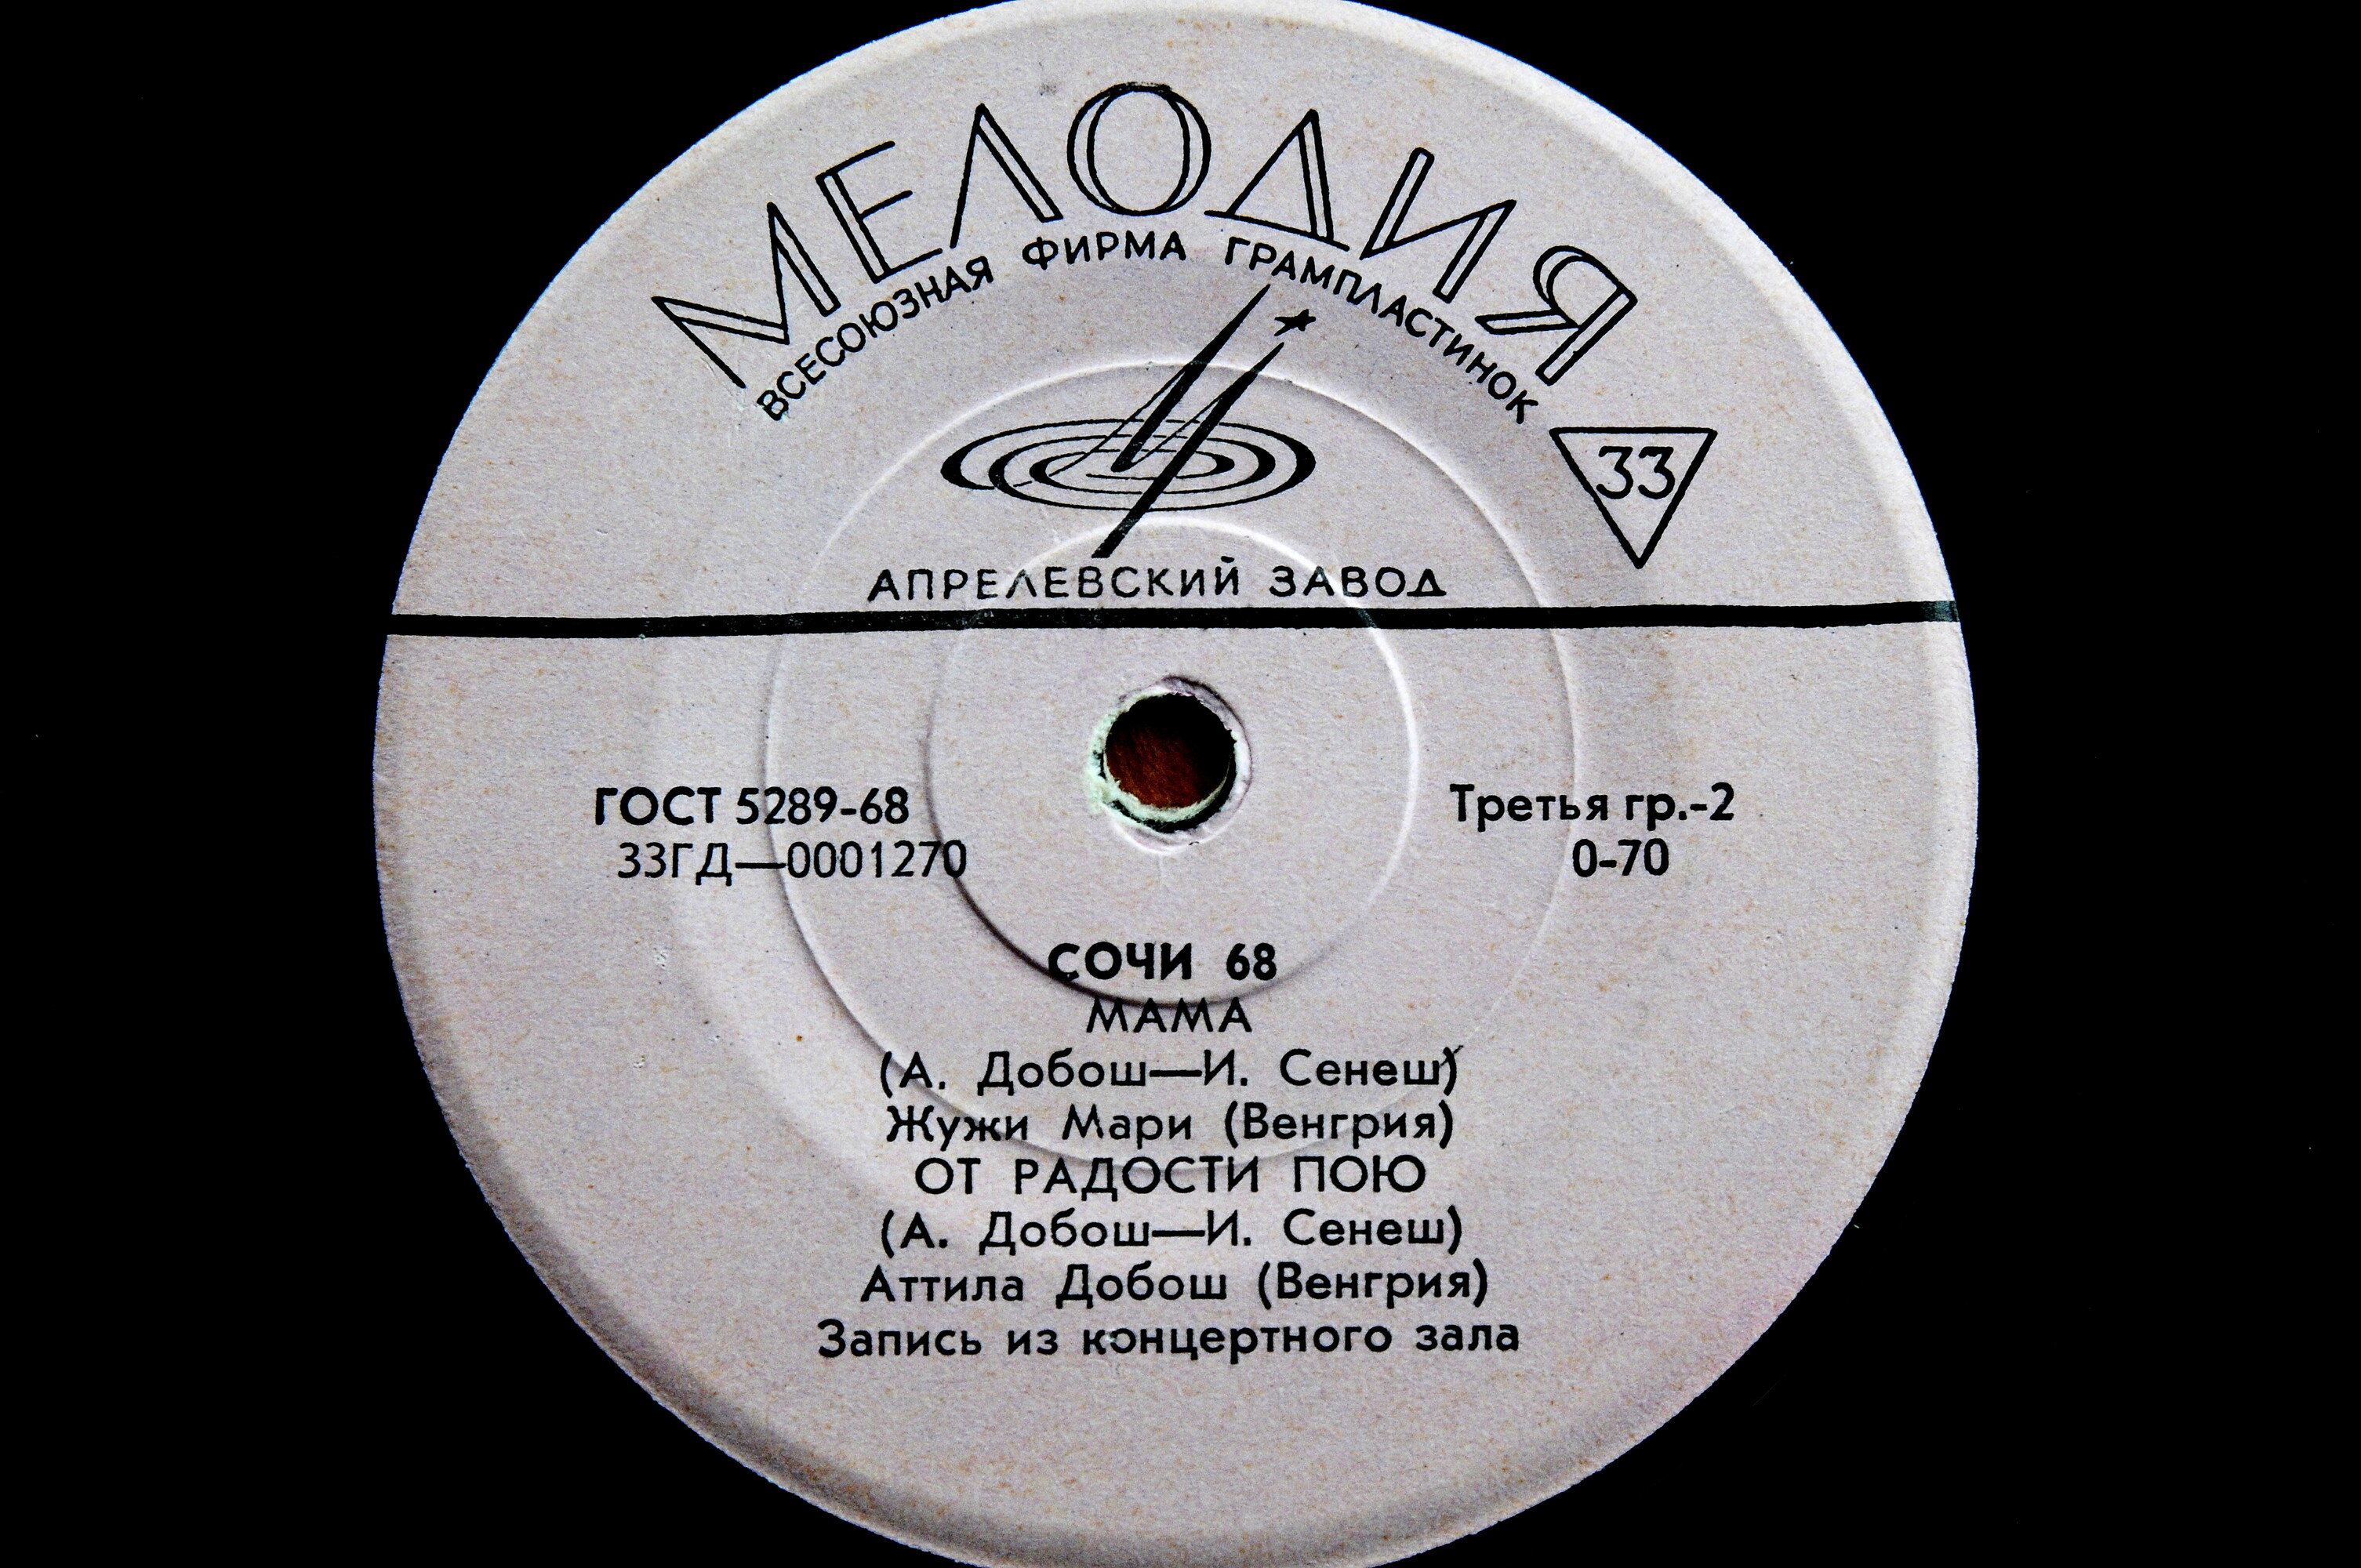 МЕЛОДИЯ
ВСЕСОЮЗНАЯ ФИРМА ГРАМПЛАСТИНОК
33
АПРЕЛЕВСКИЙ ЗАВОД
ГОСТ 5289-68
Третья гр.-2
33ГД—0001270
0-70
СОЧИ 68
МАМА
(А. Добош—И. Сенеш)
Жужи Мари (Венгрия)
ОТ РАДОСТИ ПОЮ
(А. Добош—И. Сенеш)
Аттила Добош (Венгрия)
Запись из концертного зала